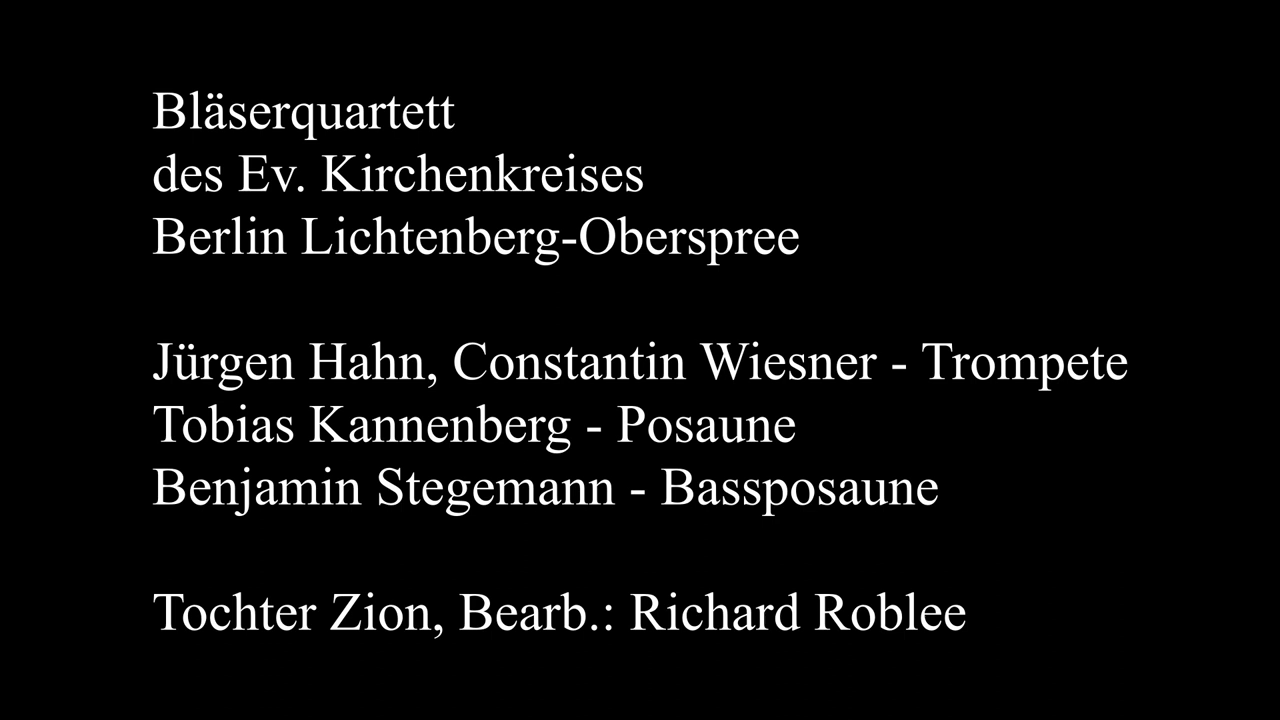 Bläserquartett
des Ev. Kirchenkreises
Berlin Lichtenberg-Oberspree
Jürgen Hahn, Constantin Wiesner - Trompete
Tobias Kannenberg - Posaune
Benjamin Stegemann - Bassposaune
Tochter Zion, Bearb.: Richard Roblee